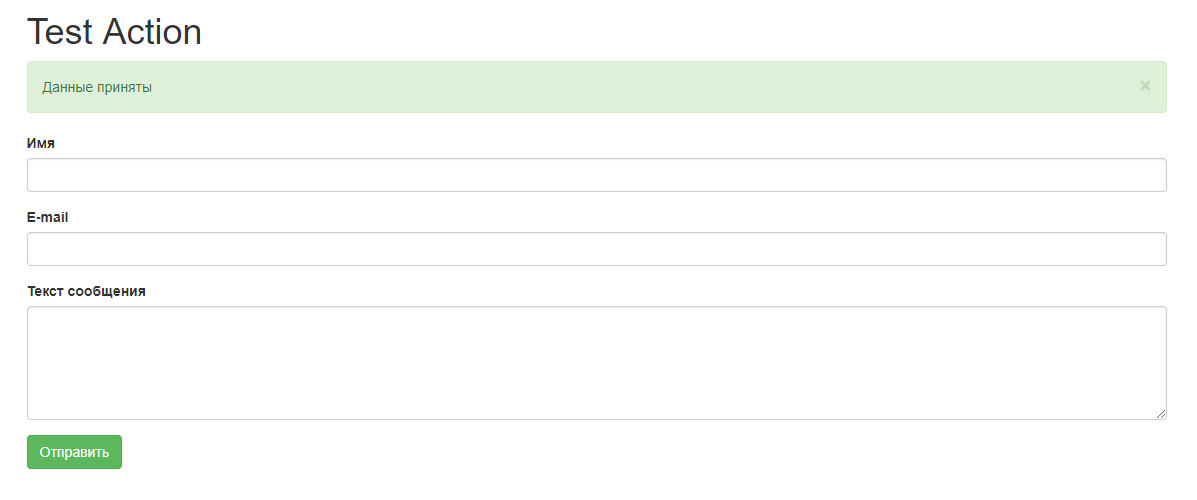 Test Action
Данные приняты ×
Имя
E-mail
Текст сообщения
Отправить